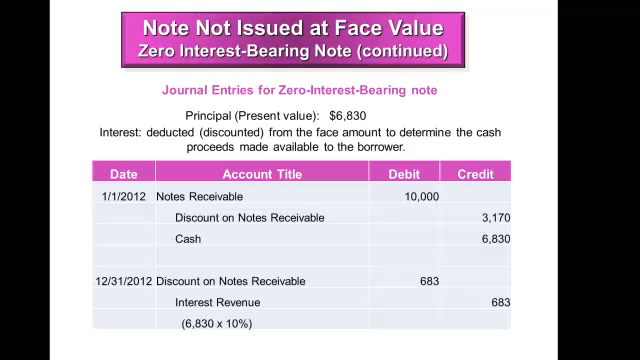 Note Not Issued at Face Value
Zero Interest-Bearing Note (continued)
Journal Entries for Zero-Interest-Bearing note
Principal (Present value): $6,830
Interest: deducted (discounted) from the face amount to determine the cash
proceeds made available to the borrower.
Date Account Title Debit Credit
1/1/2012 Notes Receivable 10,000
Discount on Notes Receivable 3,170
Cash 6,830
12/31/2012 Discount on Notes Receivable 683
Interest Revenue 683
(6,830 x 10%)